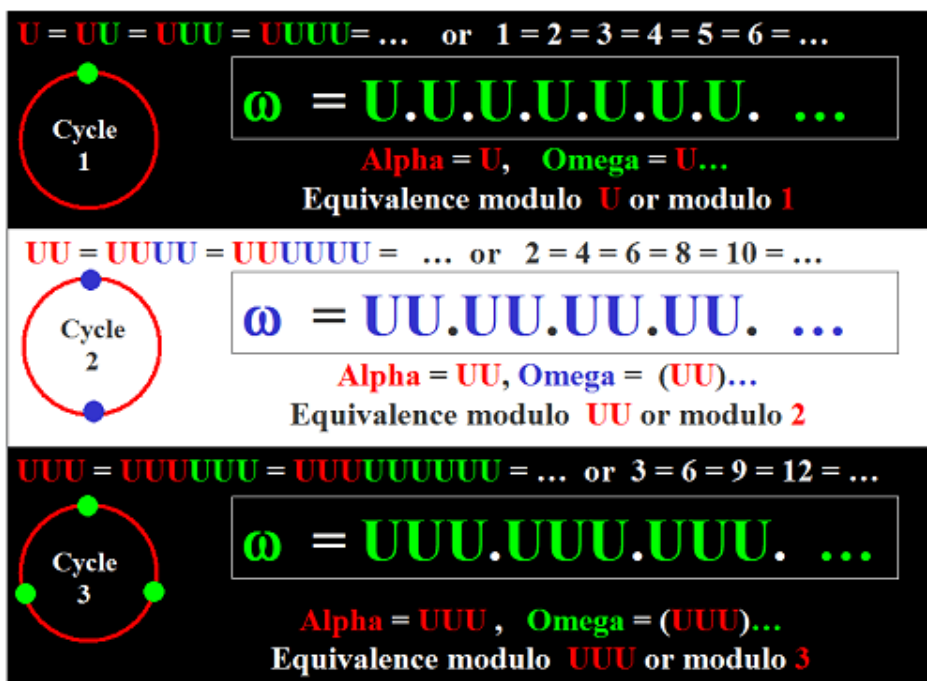 U = UU = UUU = UUUU= … or 1 = 2 = 3 = 4 = 5 = 6 = …
Cycle
1
ω = U.U.U.U.U.U.U. …
Alpha = U, Omega = U…
Equivalence modulo U or modulo 1
UU = UUUU = UUUUUU = … or 2 = 4 = 6 = 8 = 10 = …
Cycle
2
ω = UU.UU.UU.UU. …
Alpha = UU, Omega = (UU)…
Equivalence modulo UU or modulo 2
UUU = UUUUUU = UUUUUUUUU = … or 3 = 6 = 9 = 12 = …
Cycle
3
ω = UUU.UUU.UUU. …
Alpha = UUU , Omega = (UUU)…
Equivalence modulo UUU or modulo 3